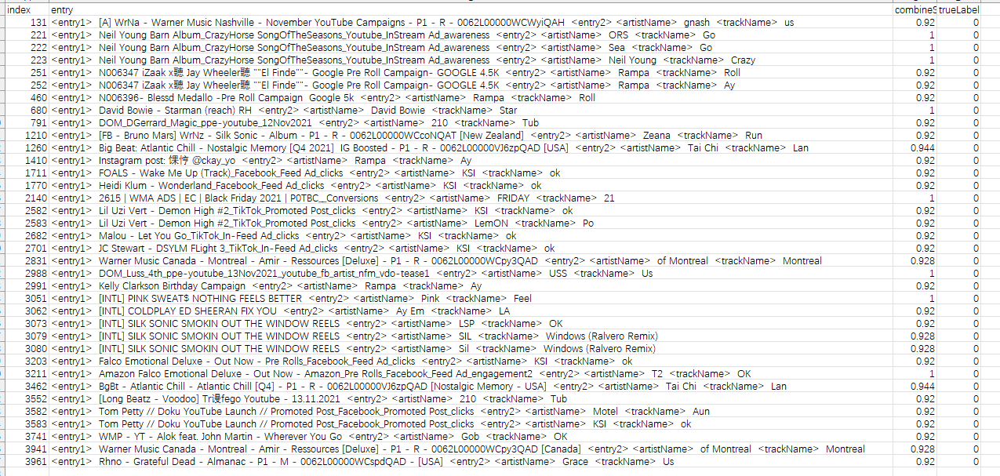 index entry combineS trueLabel
131 <entry1> [A] WrNa - Warner Music Nashville - November YouTube Campaigns - P1 - R - 0062L00000WCWyiQAH <entry2> <artistName> gnash <trackName> us 0.92 0
221 <entry1> Neil Young Barn Album_CrazyHorse SongOfTheSeasons_Youtube_InStream Ad_awareness <entry2> <artistName> ORS <trackName> Go 1 0
222 <entry1> Neil Young Barn Album_CrazyHorse SongOfTheSeasons_Youtube_InStream Ad_awareness <entry2> <artistName> Sea <trackName> Go 1 0
223 <entry1> Neil Young Barn Album_CrazyHorse SongOfTheSeasons_Youtube_InStream Ad_awareness <entry2> <artistName> Neil Young <trackName> Crazy 1 0
251 <entry1> N006347 iZaak x聽 Jay Wheeler聽 ""El Finde""- Google Pre Roll Campaign- GOOGLE 4.5K <entry2> <artistName> Rampa <trackName> Roll 0.92 0
252 <entry1> N006347 iZaak x聽 Jay Wheeler聽 ""El Finde""- Google Pre Roll Campaign- GOOGLE 4.5K <entry2> <artistName> Rampa <trackName> Ay 0.92 0
460 <entry1> N006396- Blessd Medallo -Pre Roll Campaign Google 5k <entry2> <artistName> Rampa <trackName> Roll 0.92 0
680 <entry1> David Bowie - Starman (reach) RH <entry2> <artistName> David Bowie <trackName> Star 1 0
791 <entry1> DOM_DGerrard_Magic_ppe-youtube_12Nov2021 <entry2> <artistName> 210 <trackName> Tub 0.92 0
1210 <entry1> [FB - Bruno Mars] WrNz - Silk Sonic - Album - P1 - R - 0062L00000WCcoNQAT [New Zealand] <entry2> <artistName> Zeana <trackName> Run 0.92 0
1260 <entry1> Big Beat: Atlantic Chill - Nostalgic Memory [Q4 2021] IG Boosted - P1 - R - 0062L00000VJ6zpQAD [USA] <entry2> <artistName> Tai Chi <trackName> Lan 0.944 0
1410 <entry1> Instagram post: 馃悙 @ckay_yo <entry2> <artistName> Rampa <trackName> Ay 0.92 0
1711 <entry1> FOALS - Wake Me Up (Track)_Facebook_Feed Ad_clicks <entry2> <artistName> KSI <trackName> ok 0.92 0
1770 <entry1> Heidi Klum - Wonderland_Facebook_Feed Ad_clicks <entry2> <artistName> KSI <trackName> ok 0.92 0
2140 <entry1> 2615 | WMA ADS | EC | Black Friday 2021 | P0TBC__Conversions <entry2> <artistName> FRIDAY <trackName> 21 1 0
2582 <entry1> Lil Uzi Vert - Demon High #2_TikTok_Promoted Post_clicks <entry2> <artistName> KSI <trackName> ok 0.92 0
2583 <entry1> Lil Uzi Vert - Demon High #2_TikTok_Promoted Post_clicks <entry2> <artistName> LemON <trackName> Po 0.92 0
2682 <entry1> Malou - Let You Go_TikTok_In-Feed Ad_clicks <entry2> <artistName> KSI <trackName> ok 0.92 0
2701 <entry1> JC Stewart - DSYLM FLight 3_TikTok_In-Feed Ad_clicks <entry2> <artistName> KSI <trackName> ok 0.92 0
2831 <entry1> Warner Music Canada - Montreal - Amir - Ressources [Deluxe] - P1 - R - 0062L00000WCpy3QAD <entry2> <artistName> of Montreal <trackName> Montreal 0.928 0
2988 <entry1> DOM_Luss_4th_ppe-youtube_13Nov2021_youtube_fb_artist_nfm_vdo-tease1 <entry2> <artistName> USS <trackName> Us 1 0
2991 <entry1> Kelly Clarkson Birthday Campaign <entry2> <artistName> Rampa <trackName> Ay 0.92 0
3051 <entry1> [INTL] PINK SWEAT$ NOTHING FEELS BETTER <entry2> <artistName> Pink <trackName> Feel 1 0
3062 <entry1> [INTL] COLDPLAY ED SHEERAN FIX YOU <entry2> <artistName> Ay Em <trackName> LA 0.92 0
3073 <entry1> [INTL] SILK SONIC SMOKIN OUT THE WINDOW REELS <entry2> <artistName> LSP <trackName> OK 0.92 0
3079 <entry1> [INTL] SILK SONIC SMOKIN OUT THE WINDOW REELS <entry2> <artistName> SIL <trackName> Windows (Ralvero Remix) 0.928 0
3080 <entry1> [INTL] SILK SONIC SMOKIN OUT THE WINDOW REELS <entry2> <artistName> Sil <trackName> Windows (Ralvero Remix) 0.928 0
3203 <entry1> Falco Emotional Deluxe - Out Now - Pre Rolls_Facebook_Feed Ad_clicks <entry2> <artistName> KSI <trackName> ok 0.92 0
3211 <entry1> Amazon Falco Emotional Deluxe - Out Now - Amazon_Pre Rolls_Facebook_Feed Ad_engagement2 <entry2> <artistName> T2 <trackName> OK 1 0
3462 <entry1> BgBt - Atlantic Chill - Atlantic Chill [Q4] - P1 - R - 0062L00000VJ6zpQAD [Nostalgic Memory - USA] <entry2> <artistName> Tai Chi <trackName> Lan 0.944 0
3552 <entry1> [Long Beatz - Voodoo] Tr漫fego Youtube - 13.11.2021 <entry2> <artistName> 210 <trackName> Tub 0.92 0
3582 <entry1> Tom Petty // Doku YouTube Launch // Promoted Post_Facebook_Promoted Post_clicks <entry2> <artistName> Motel <trackName> Aun 0.92 0
3583 <entry1> Tom Petty // Doku YouTube Launch // Promoted Post_Facebook_Promoted Post_clicks <entry2> <artistName> KSI <trackName> ok 0.92 0
3741 <entry1> WMP - YT - Alok feat. John Martin - Wherever You Go <entry2> <artistName> Gob <trackName> OK 0.92 0
3941 <entry1> Warner Music Canada - Montreal - Amir - Ressources [Deluxe] - P1 - R - 0062L00000WCpy3QAD [Canada] <entry2> <artistName> of Montreal <trackName> Montreal 0.928 0
3961 <entry1> Rhno - Grateful Dead - Almanac - P1 - M - 0062L00000WCspdQAD - [USA] <entry2> <artistName> Grace <trackName> Us 0.92 0